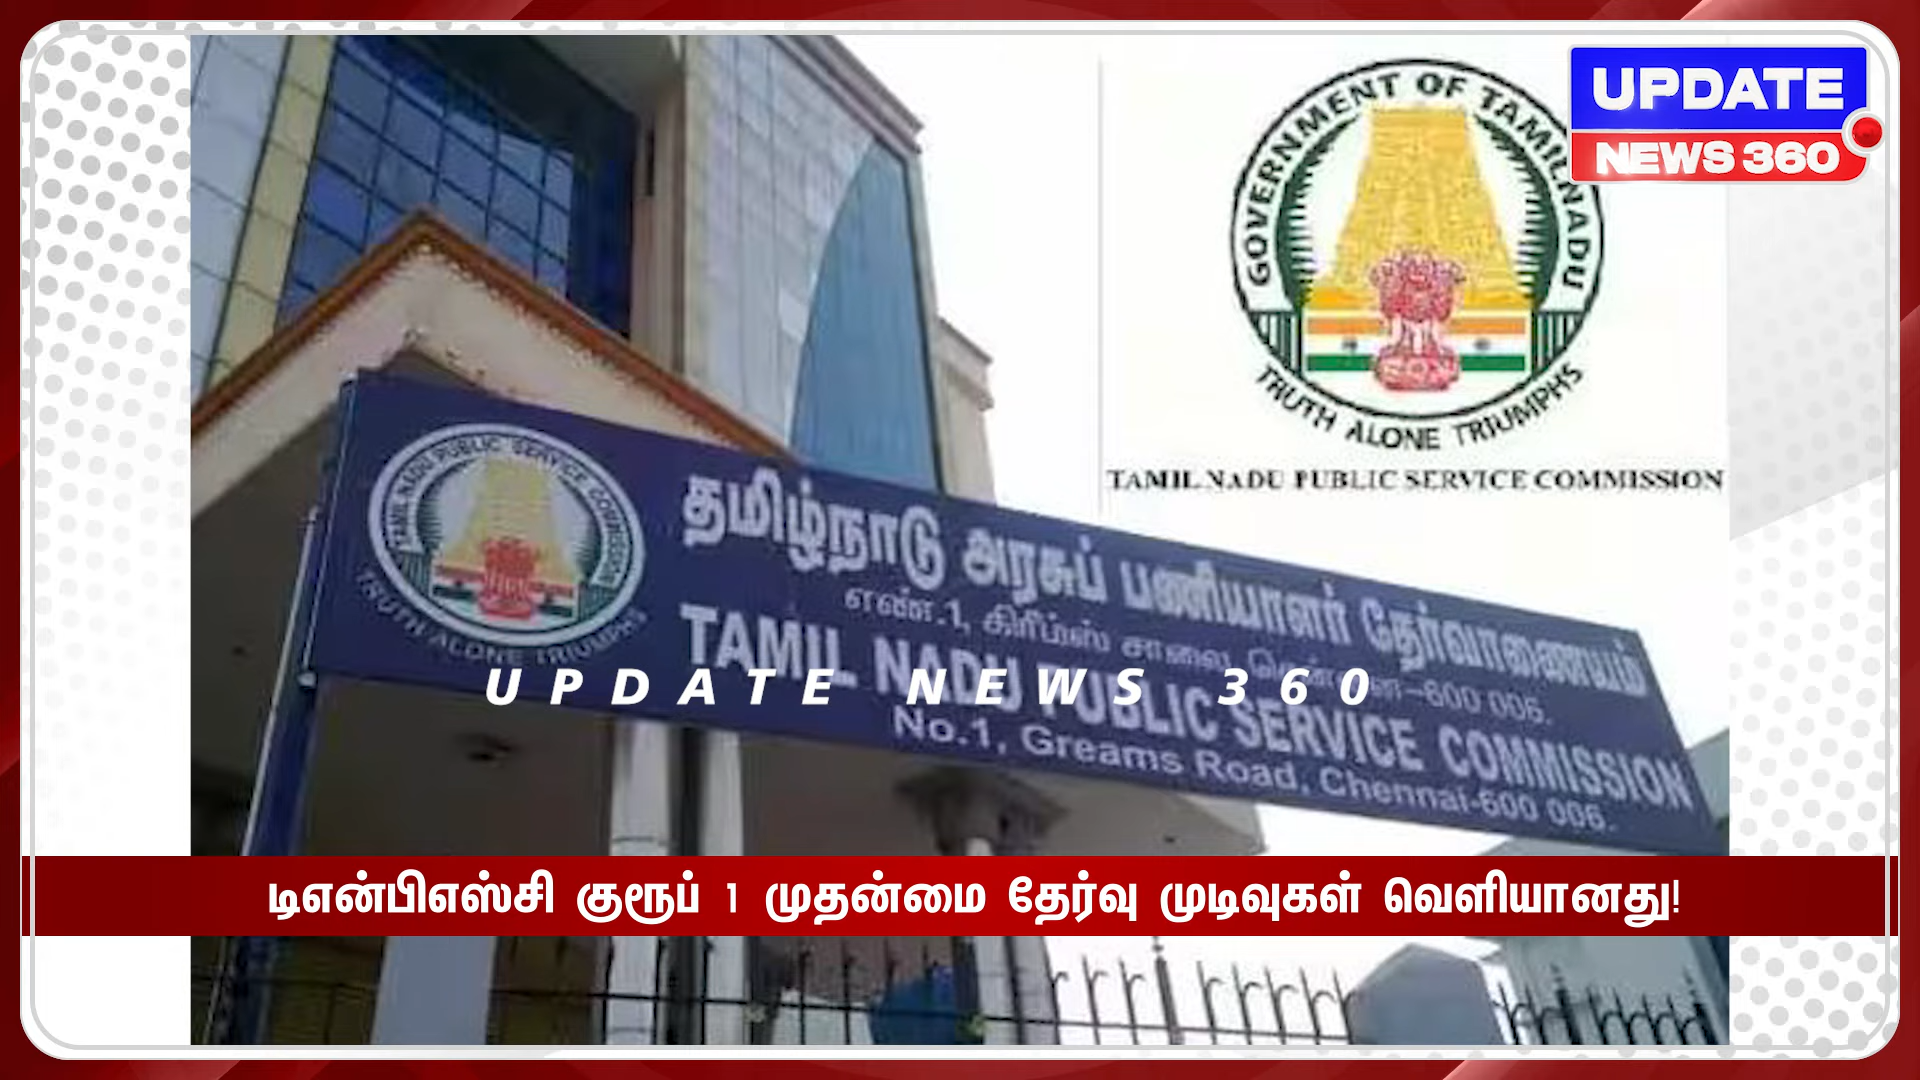 UPDATE
NEWS 360
GOVERNMENT OF TAMILNADU
TRUTH ALONE TRIUMPHS
TAMIL NADU PUBLIC SERVICE COMMISSION
TAMIL NADU PUBLIC SERVICE COMMISSION
TRUTH ALONE TRIUMPHS
தமிழ்நாடு அரசுப் பணியாளர் தேர்வாணையம்
எண்.1, கிரீம்ஸ் சாலை, சென்னை-600 006.
TAMIL NADU PUBLIC SERVICE COMMISSION
No.1, Greams Road, Chennai-600 006.
UPDATE NEWS 360
டிஎன்பிஎஸ்சி குரூப் 1 முதன்மை தேர்வு முடிவுகள் வெளியானது!